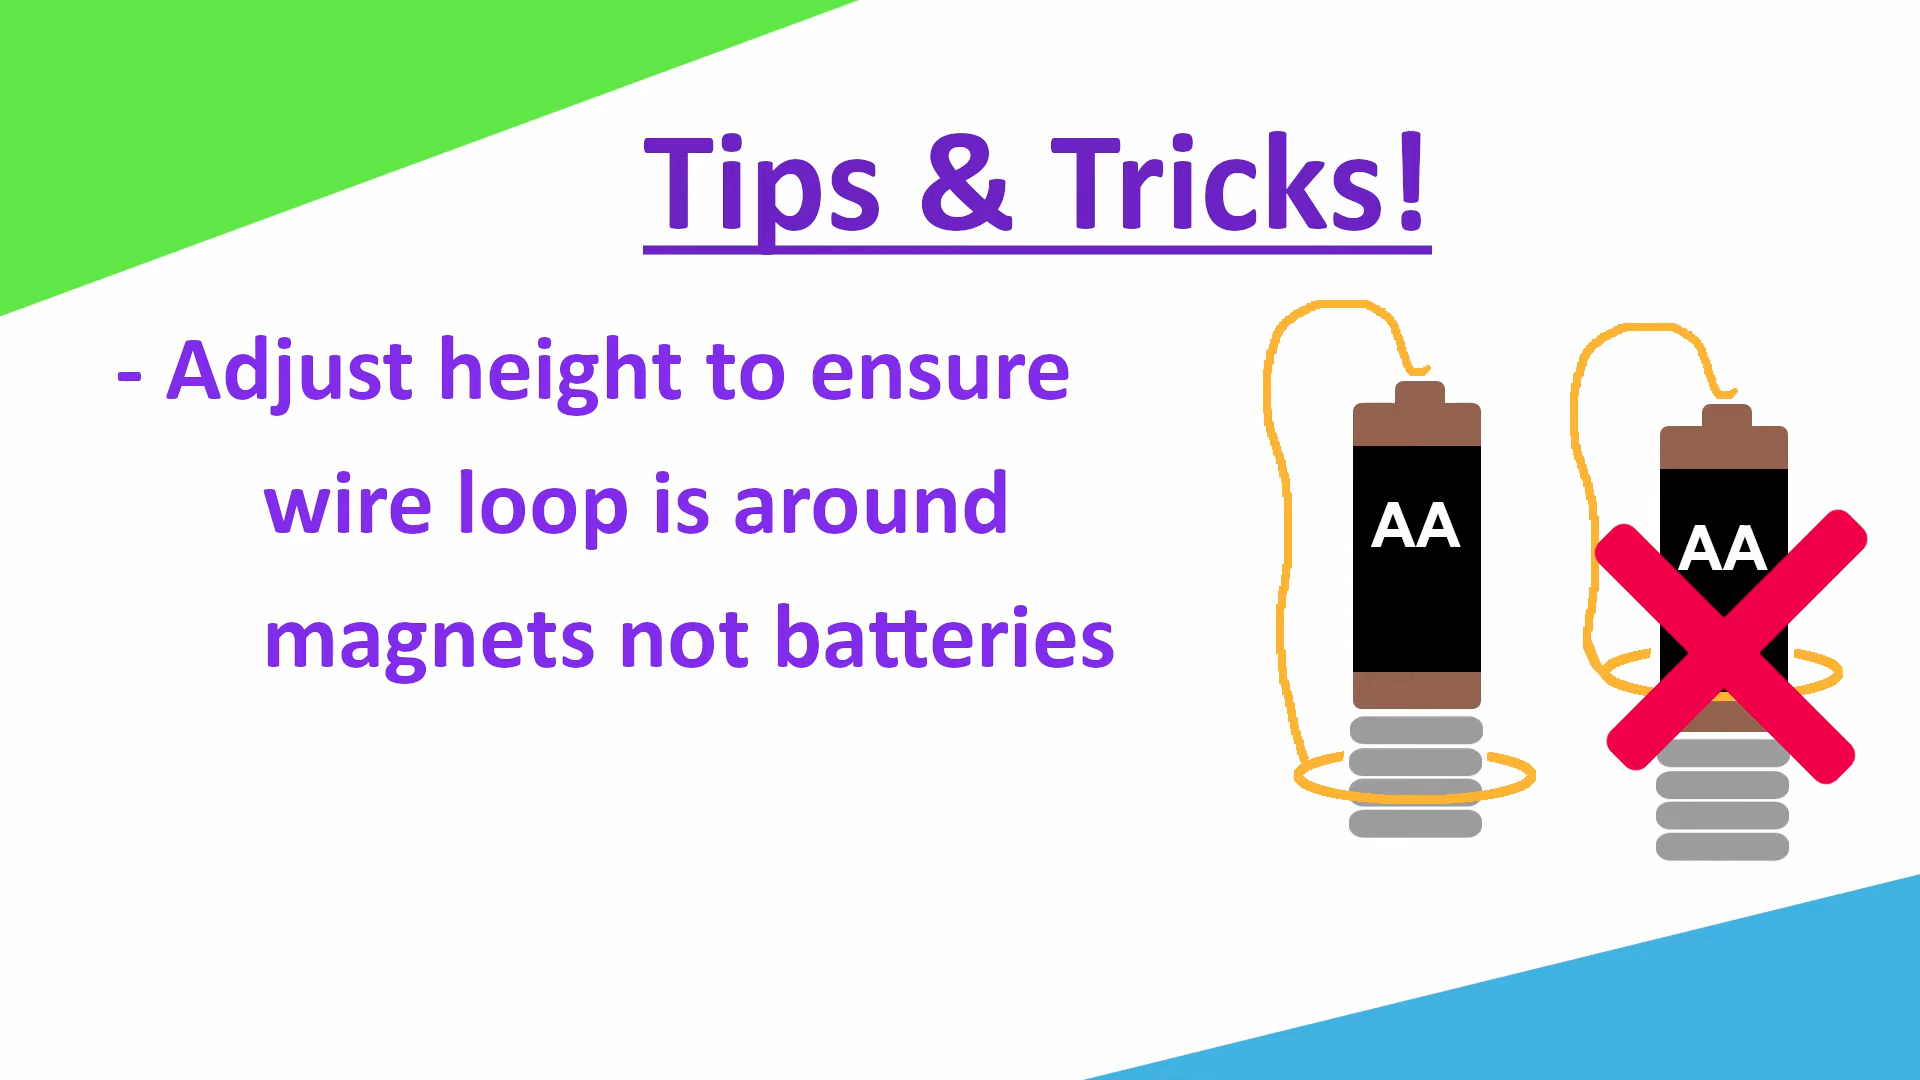 Tips & Tricks!
- Adjust height to ensure
wire loop is around
magnets not batteries
AA
AA